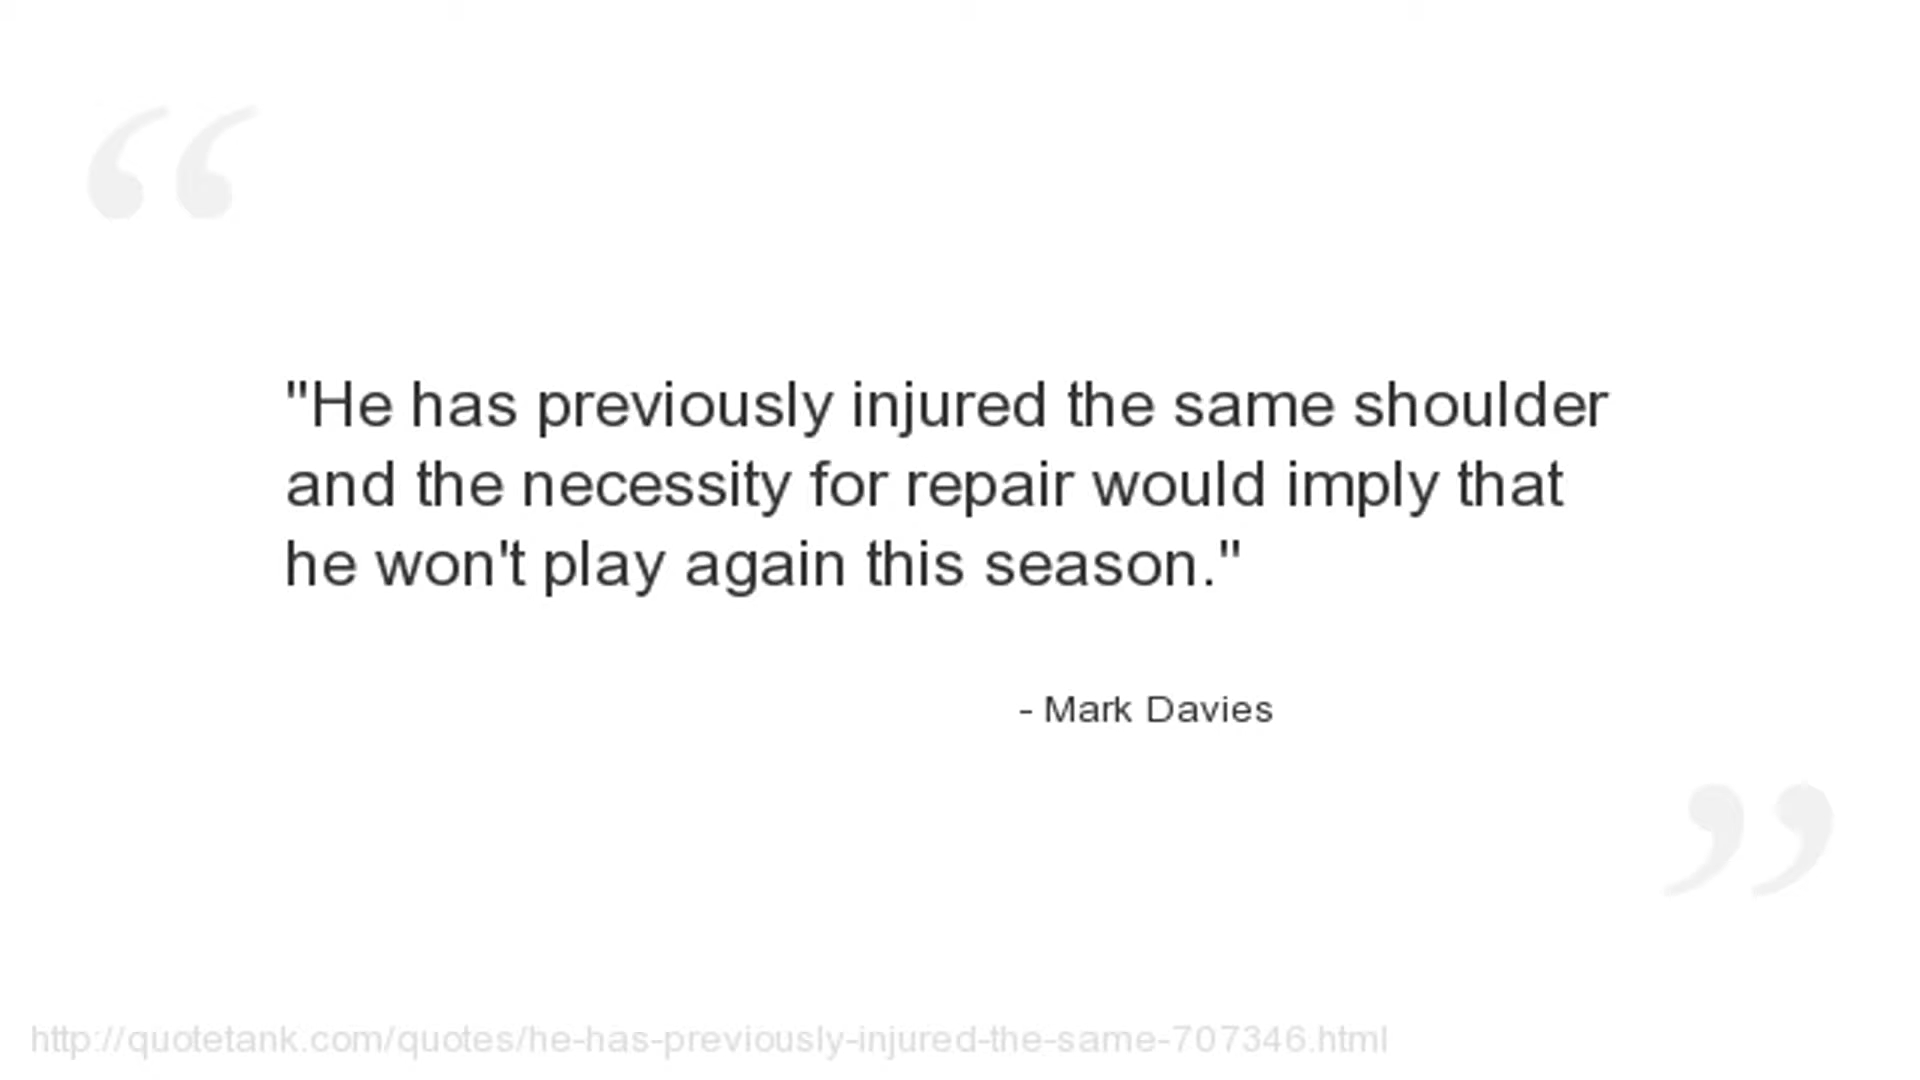 "He has previously injured the same shoulder
and the necessity for repair would imply that
he won't play again this season."
- Mark Davies
http://quotetank.com/quotes/he-has-previously-injured-the-same-707346.html